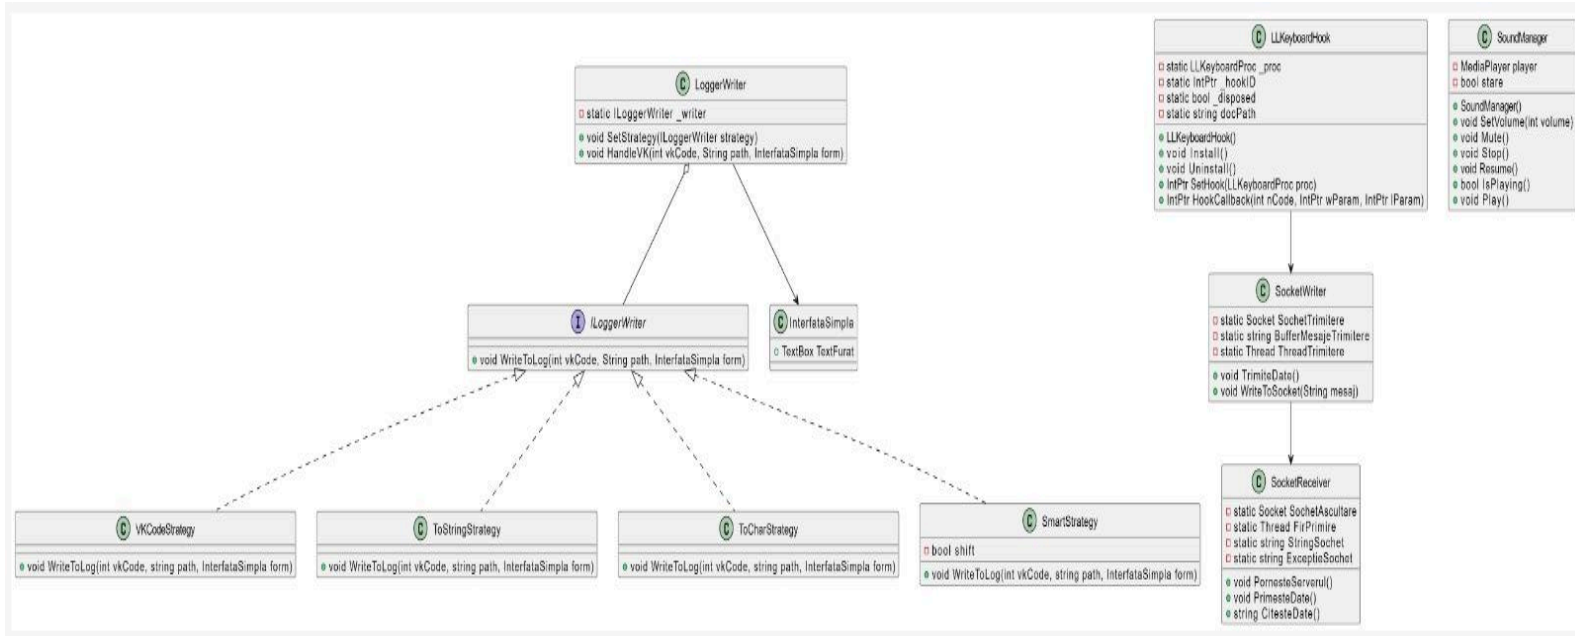 LoggerWriter
static ILoggerWriter _writer
void SetStrategy(ILoggerWriter strategy)
void HandleVK(int vkCode, String path, InterfataSimpla form)
C LLKeyboardHook
static LLKeyboardProc _proc
static IntPtr _hookID
static bool _disposed
static string docPath
LLKeyboardHook()
void Install()
void Uninstall()
IntPtr SetHook(LLKeyboardProc proc)
IntPtr HookCallback(int nCode, IntPtr wParam, IntPtr lParam)
C SoundManager
MediaPlayer player
bool stare
SoundManager()
void SetVolume(int volume)
void Mute()
void Stop()
void Resume()
bool IsPlaying()
void Play()
I ILoggerWriter
void WriteToLog(int vkCode, String path, InterfataSimpla form)
C InterfataSimpla
TextBox TextFurat
C SocketWriter
static Socket SochetTrimitere
static string BufferMesajeTrimitere
static Thread ThreadTrimitere
void TrimiteDate()
void WriteToSocket(String mesaj)
C VKCodeStrategy
void WriteToLog(int vkCode, string path, InterfataSimpla form)
C ToStringStrategy
void WriteToLog(int vkCode, string path, InterfataSimpla form)
C ToCharStrategy
void WriteToLog(int vkCode, string path, InterfataSimpla form)
C SmartStrategy
bool shift
void WriteToLog(int vkCode, string path, InterfataSimpla form)
C SocketReceiver
static Socket SochetAscultare
static Thread FirPrimire
static string StringSochet
static string ExceptieSochet
void PornesteServerul()
void PrimesteDate()
string CitesteDate()